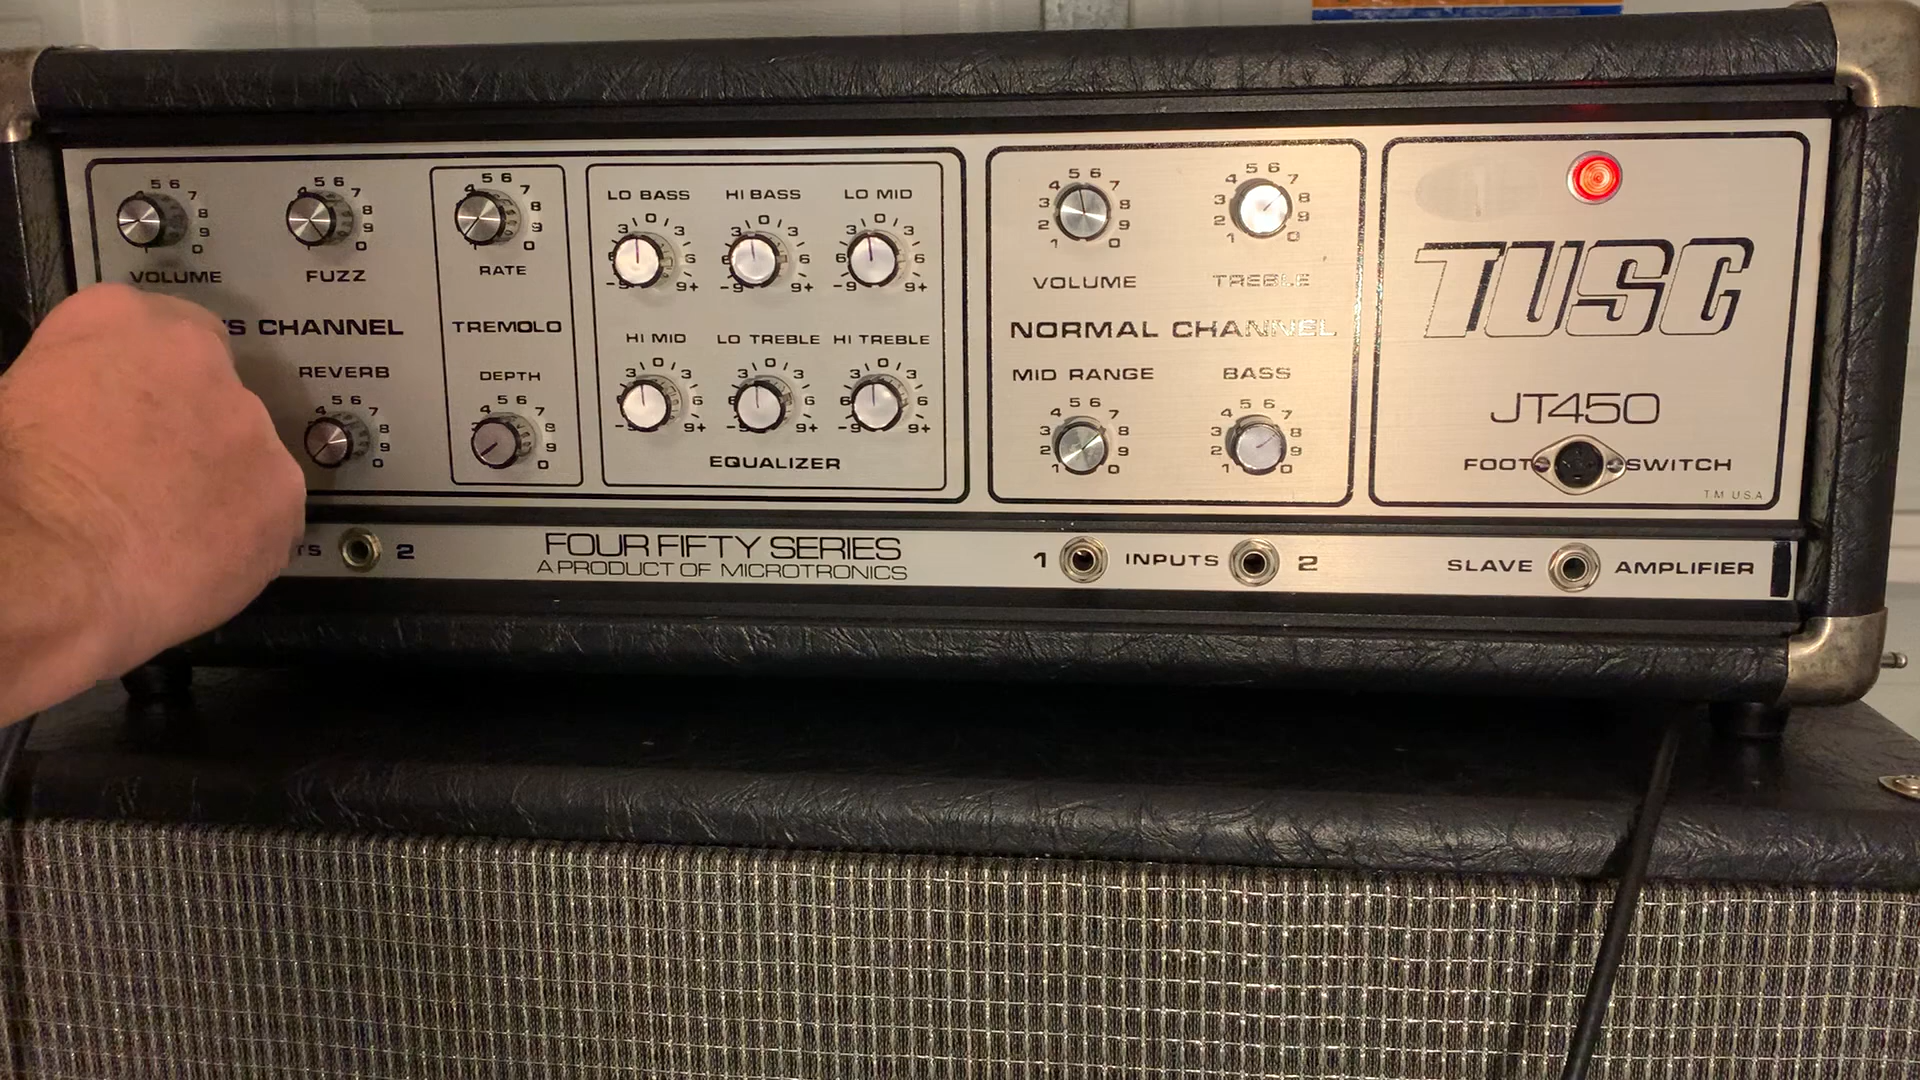 VOLUME
FUZZ
RATE
LO BASS HI BASS LO MID
VOLUME
TREBLE
TUSC
CHANNEL
TREMOLO
HI MID LO TREBLE HI TREBLE
NORMAL CHANNEL
REVERB
DEPTH
MID RANGE
BASS
JT450
EQUALIZER
FOOT SWITCH
T.M U.S.A
2
FOUR FIFTY SERIES
A PRODUCT OF MICROTRONICS
1 INPUTS 2
SLAVE AMPLIFIER